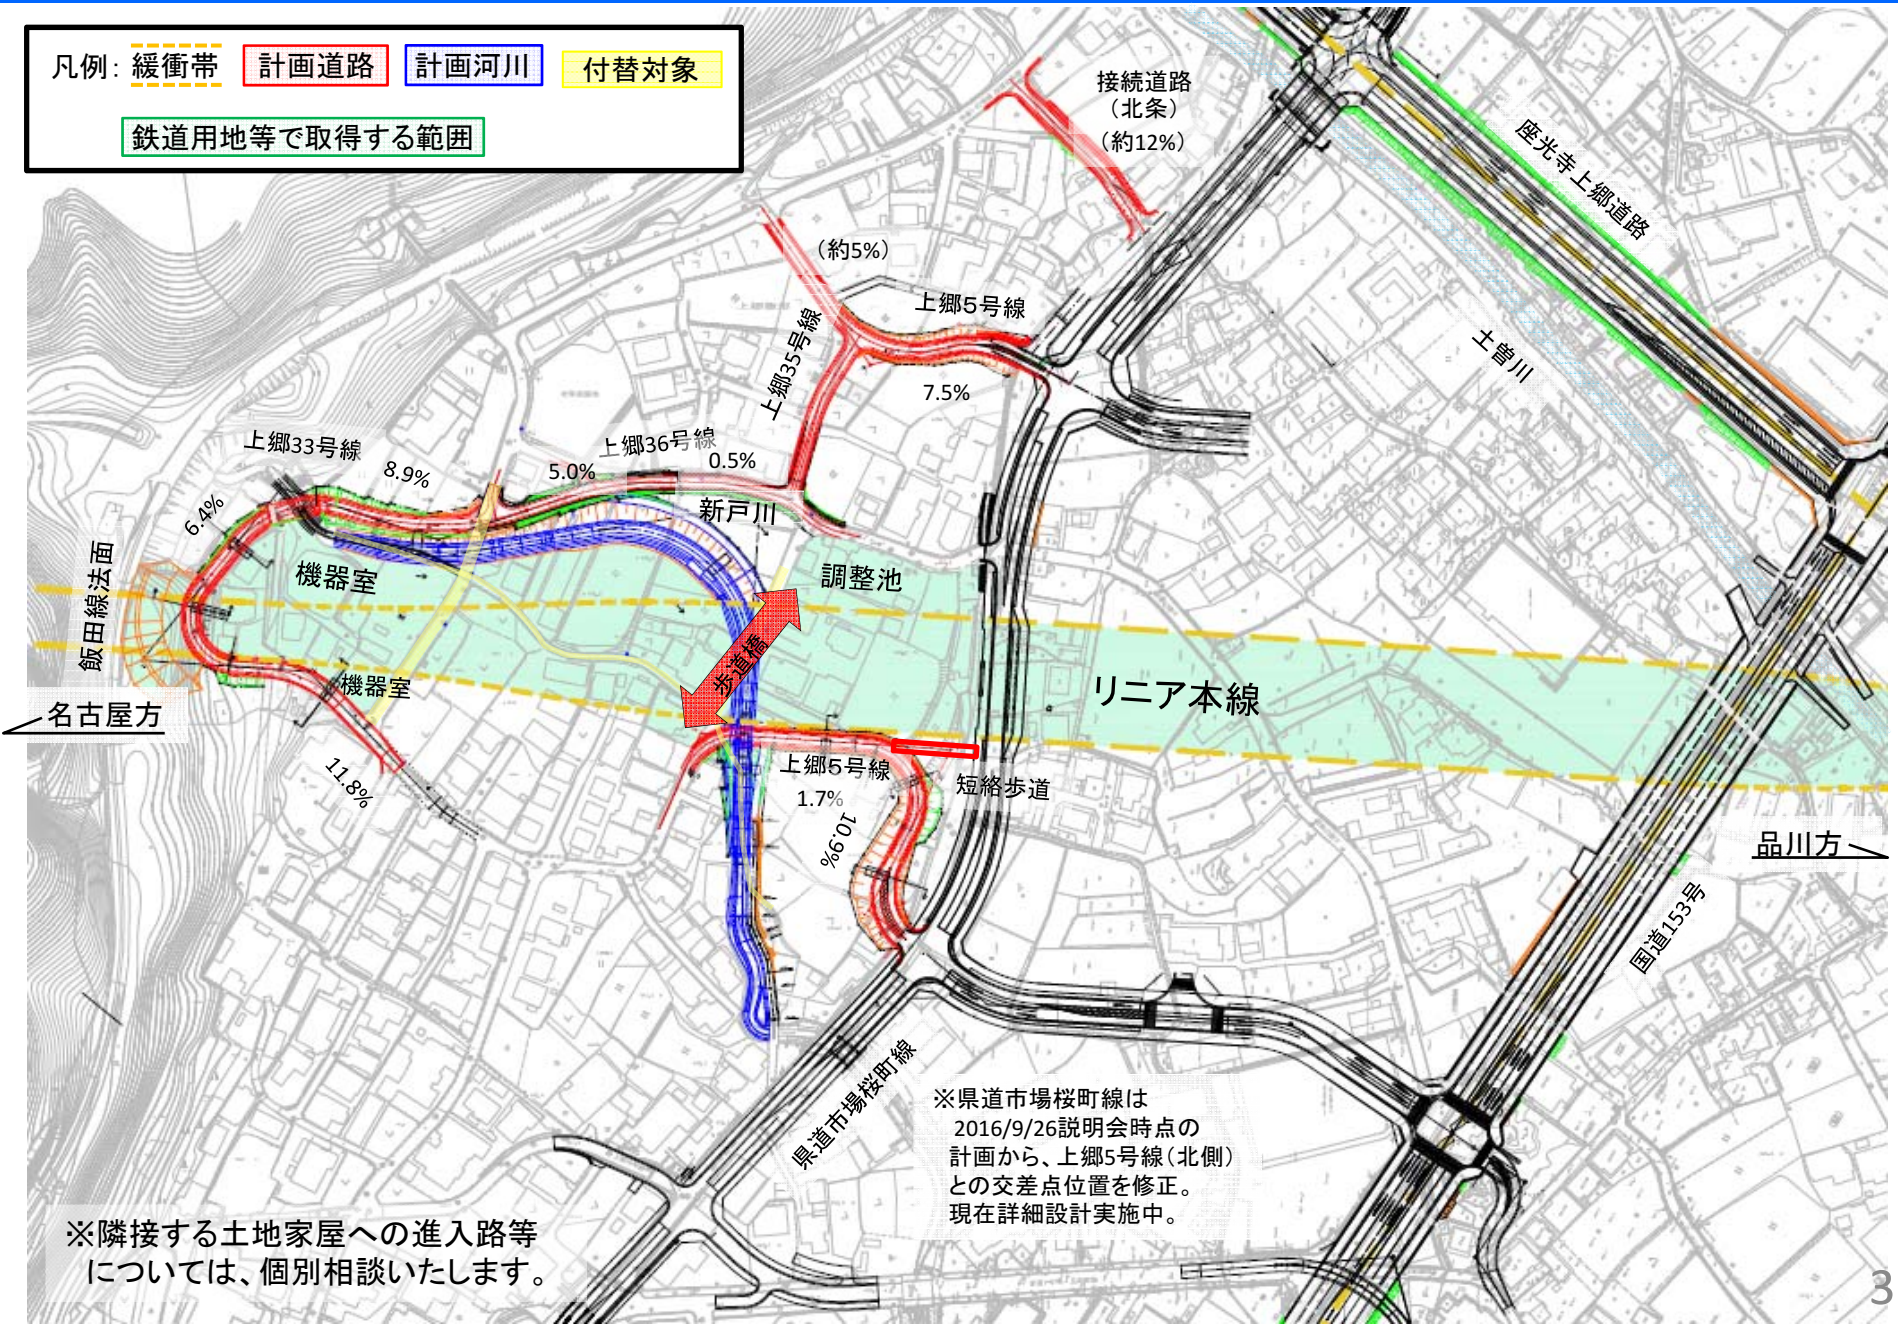 凡例：緩衝帯 計画道路 計画河川 付替対象
鉄道用地等で取得する範囲
接続道路
（北条）
（約12%）
座光寺上郷道路
（約5%）
上郷5号線
上郷35号線
7.5%
土曽川
上郷33号線
8.9%
上郷36号線
5.0%
0.5%
6.4%
新戸川
飯田線法面
機器室
調整池
歩道橋
機器室
リニア本線
名古屋方
11.8%
上郷5号線
1.7%
短絡歩道
10.9%
品川方
国道153号
県道市場桜町線
※県道市場桜町線は
2016/9/26説明会時点の
計画から、上郷5号線（北側）
との交差点位置を修正。
現在詳細設計実施中。
※隣接する土地家屋への進入路等
については、個別相談いたします。
3